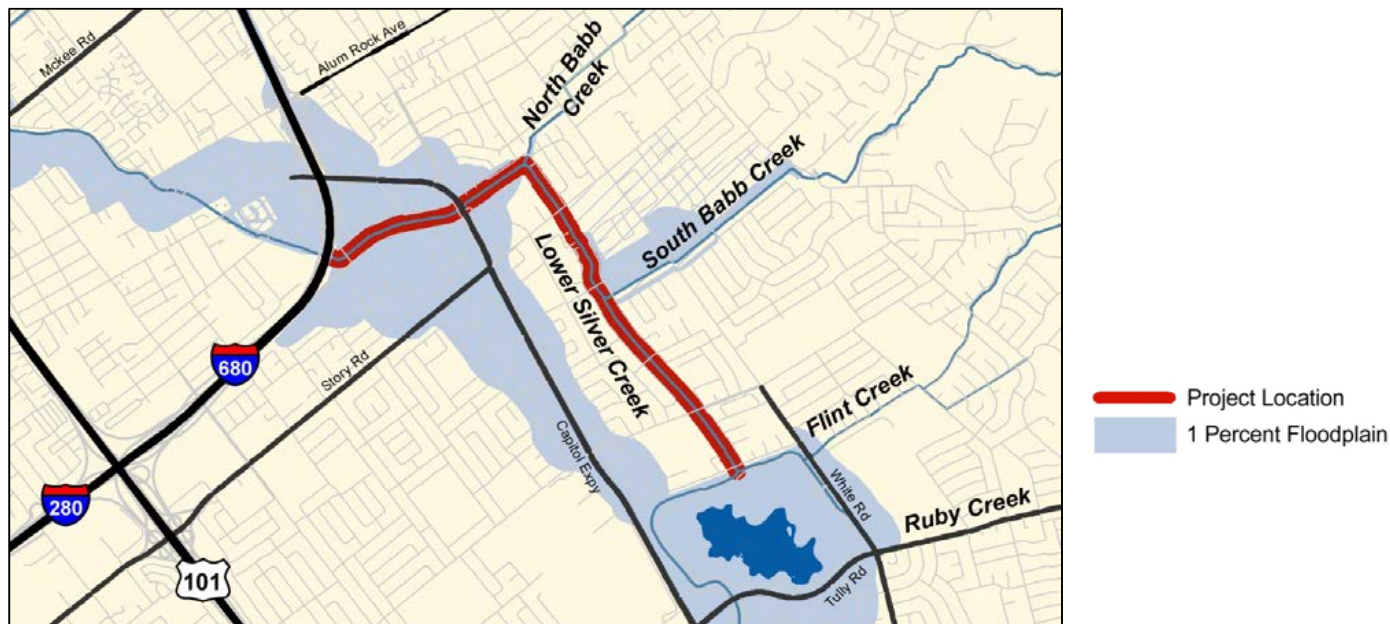 Mckee Rd
Alum Rock Ave
North Babb
Creek
South Babb Creek
Lower Silver Creek
680
Story Rd
Flint Creek
Project Location
1 Percent Floodplain
Capitol Expy
White Rd
280
Ruby Creek
101
Tully Rd